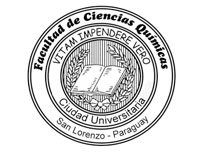 Facultad de Ciencias Químicas
VITAM IMPENDERE VERO
Ciudad Universitaria
San Lorenzo - Paraguay